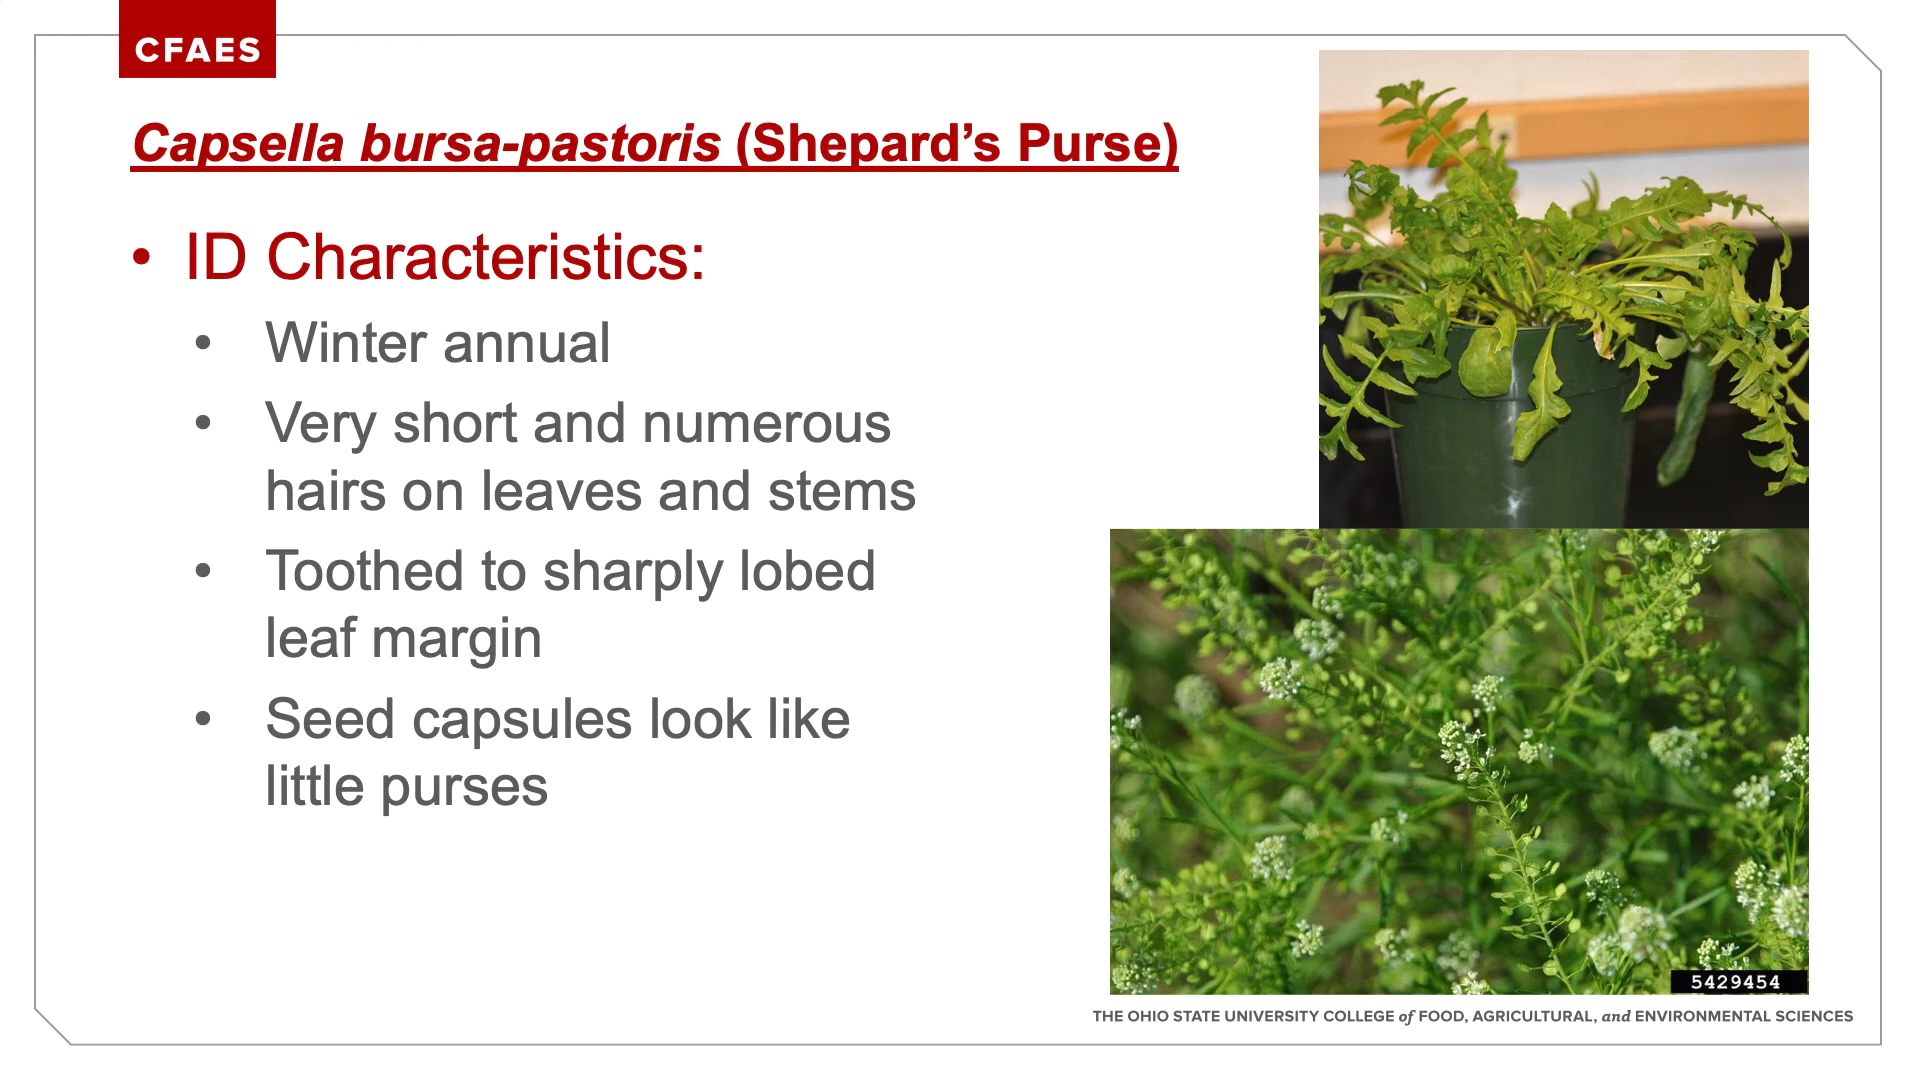 CFAES
Capsella bursa-pastoris (Shepard’s Purse)
• ID Characteristics:
• Winter annual
• Very short and numerous
hairs on leaves and stems
• Toothed to sharply lobed
leaf margin
• Seed capsules look like
little purses
5429454
THE OHIO STATE UNIVERSITY COLLEGE of FOOD, AGRICULTURAL, and ENVIRONMENTAL SCIENCES